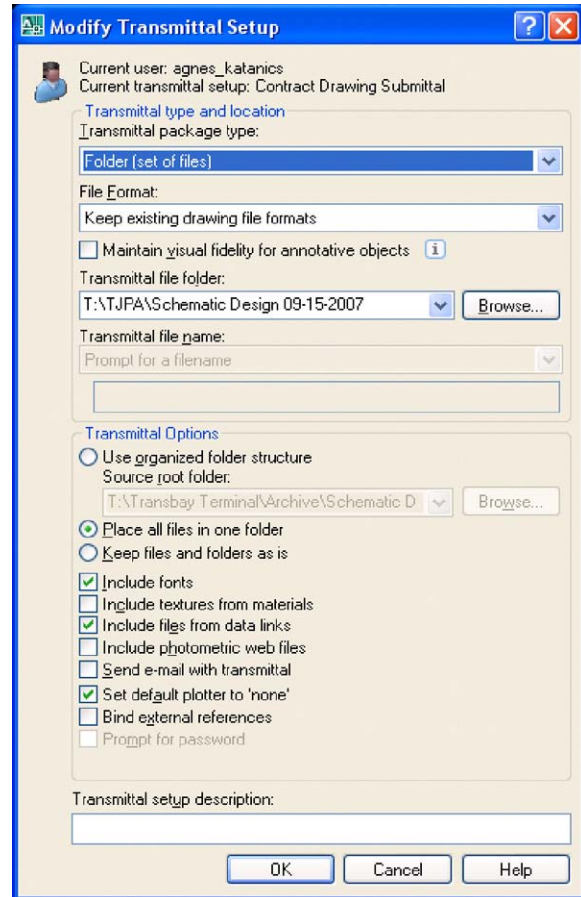 Modify Transmittal Setup
Current user: agnes_katanics
Current transmittal setup: Contract Drawing Submittal
Transmittal type and location
Transmittal package type:
Folder (set of files)
File Format:
Keep existing drawing file formats
Maintain visual fidelity for annotative objects
Transmittal file folder:
T:\TJPA\Schematic Design 09-15-2007 Browse...
Transmittal file name:
Prompt for a filename
Transmittal Options
Use organized folder structure
Source root folder:
T:\Transbay Terminal\Archive\Schematic D Browse...
Place all files in one folder
Keep files and folders as is
Include fonts
Include textures from materials
Include files from data links
Include photometric web files
Send e-mail with transmittal
Set default plotter to 'none'
Bind external references
Prompt for password
Transmittal setup description:
OK Cancel Help